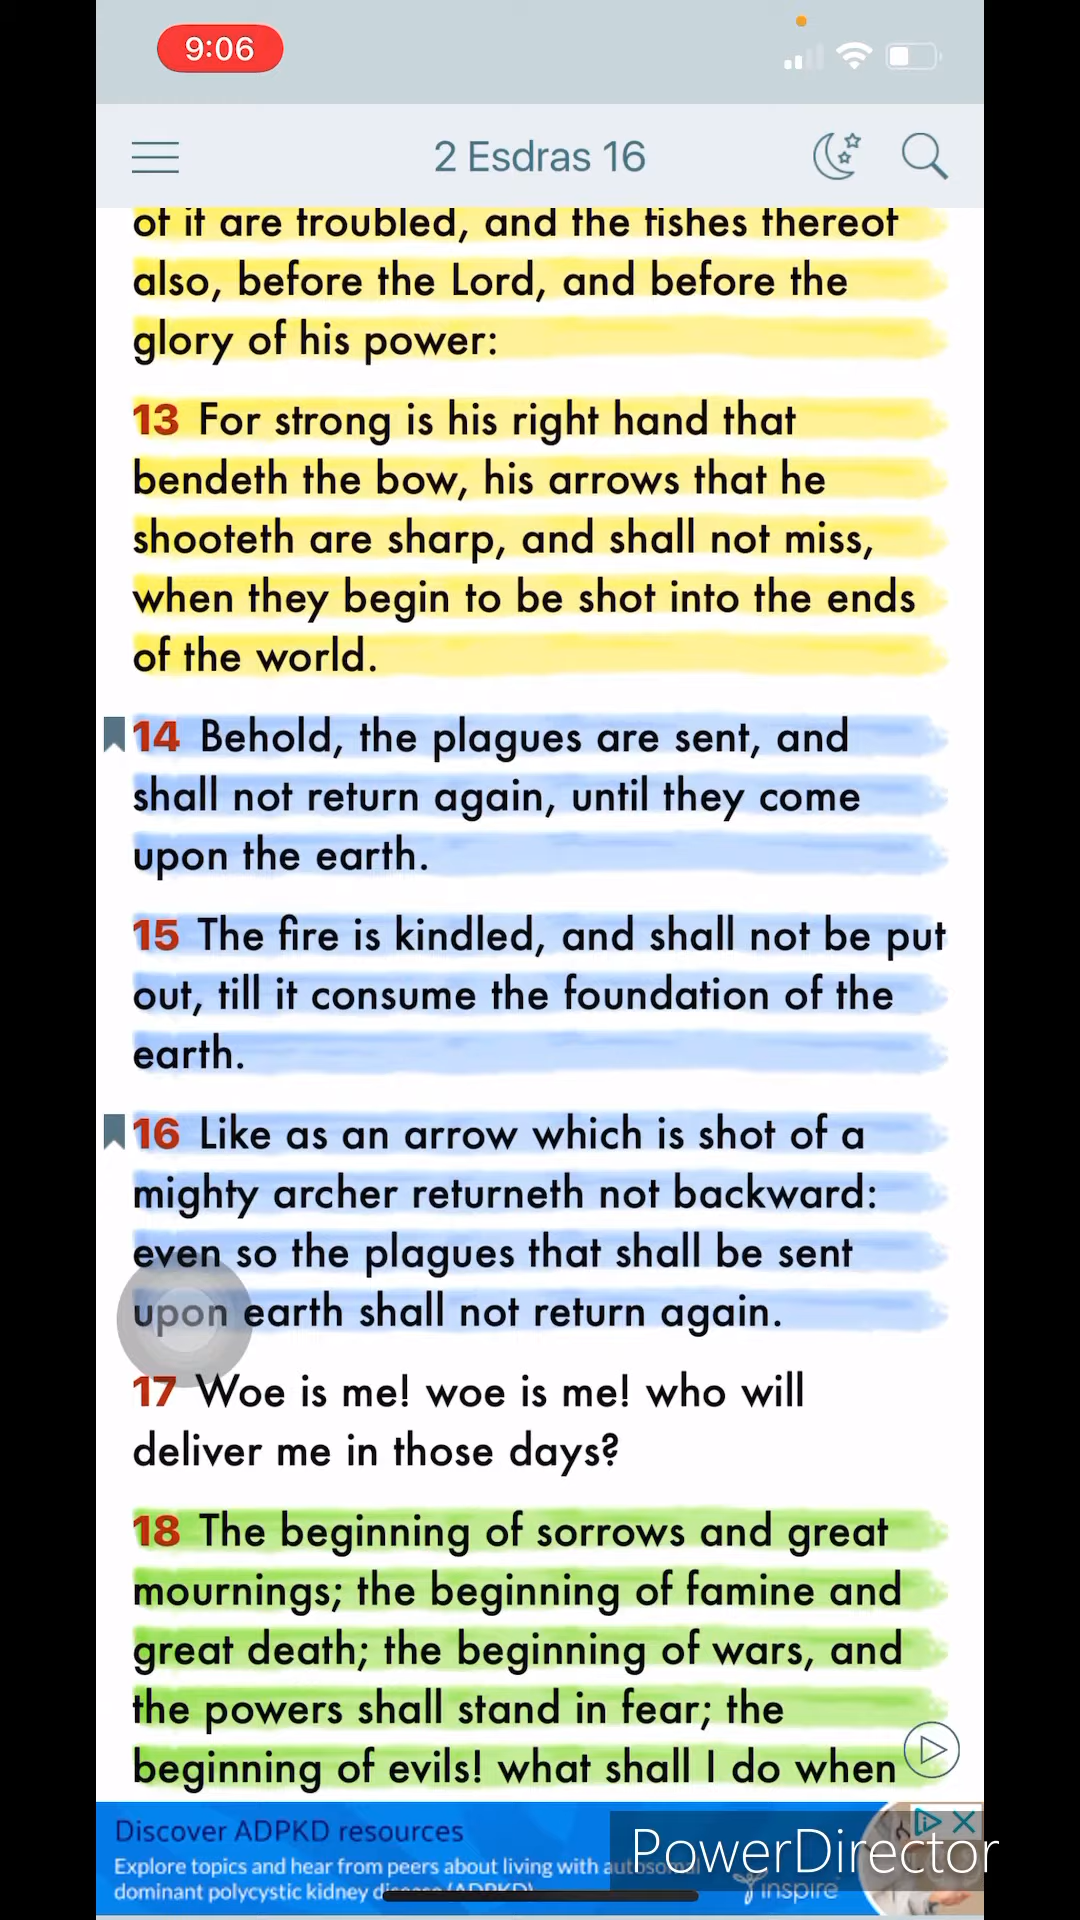 9:06
2 Esdras 16
of it are troubled, and the fishes thereof
also, before the Lord, and before the
glory of his power:
13 For strong is his right hand that
bendeth the bow, his arrows that he
shooteth are sharp, and shall not miss,
when they begin to be shot into the ends
of the world.
14 Behold, the plagues are sent, and
shall not return again, until they come
upon the earth.
15 The fire is kindled, and shall not be put
out, till it consume the foundation of the
earth.
16 Like as an arrow which is shot of a
mighty archer returneth not backward:
even so the plagues that shall be sent
upon earth shall not return again.
17 Woe is me! woe is me! who will
deliver me in those days?
18 The beginning of sorrows and great
mournings; the beginning of famine and
great death; the beginning of wars, and
the powers shall stand in fear; the
beginning of evils! what shall I do when
Discover ADPKD resources
Explore topics and hear from peers about living with autosomal
dominant polycystic kidney disease (ADPKD)
inspire
PowerDirector